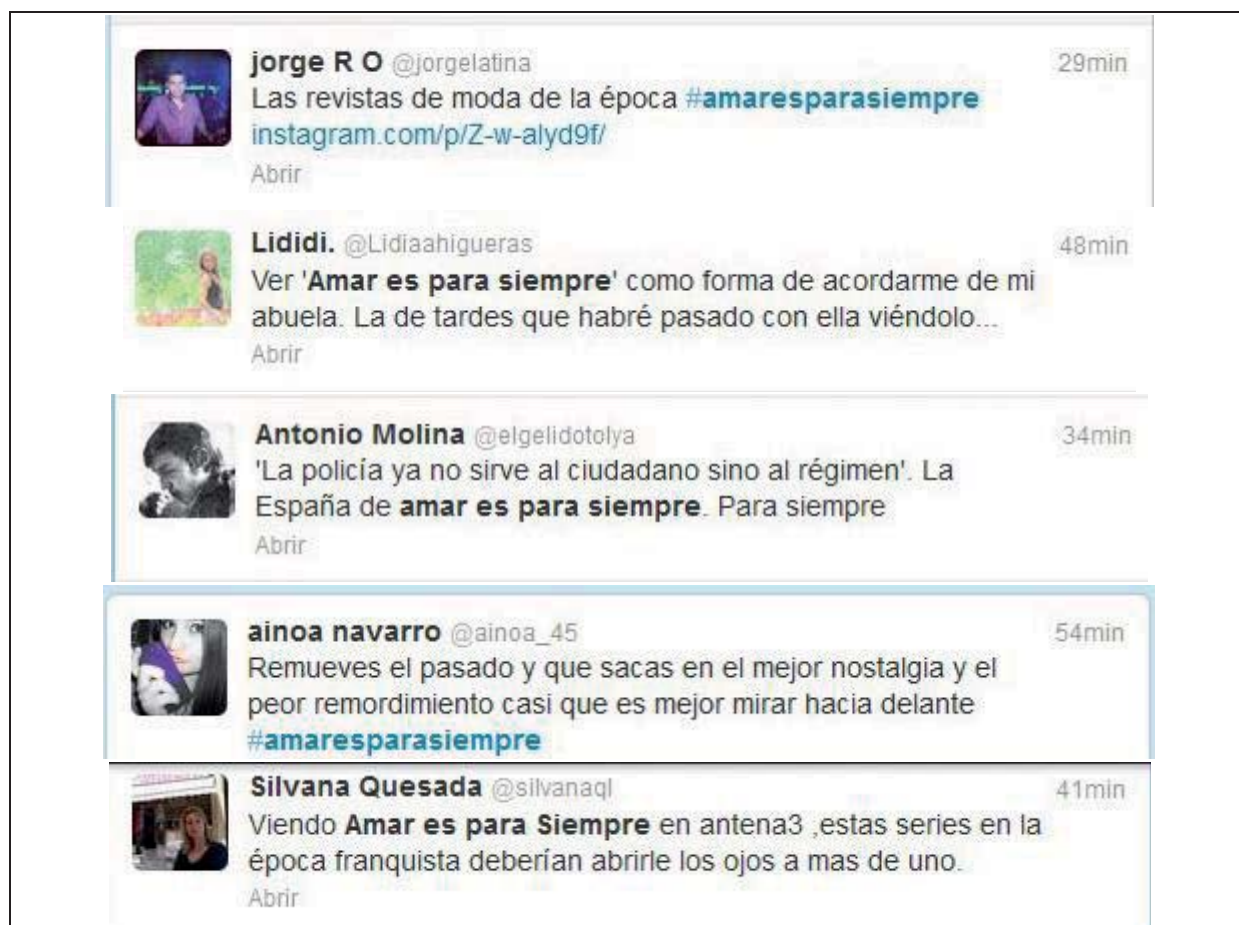 jorge R O @jorgelatina 29min
Las revistas de moda de la época #amaresparasiempre
instagram.com/p/Z-w-alyd9f/
Abrir
Lididi. @Lidiaahigueras 48min
Ver 'Amar es para siempre' como forma de acordarme de mi
abuela. La de tardes que habré pasado con ella viéndolo...
Abrir
Antonio Molina @elgelidotolya 34min
'La policía ya no sirve al ciudadano sino al régimen'. La
España de amar es para siempre. Para siempre
Abrir
ainoa navarro @ainoa_45 54min
Remueves el pasado y que sacas en el mejor nostalgia y el
peor remordimiento casi que es mejor mirar hacia delante
#amaresparasiempre
Silvana Quesada @silvanaql 41min
Viendo Amar es para Siempre en antena3 ,estas series en la
época franquista deberían abrirle los ojos a mas de uno.
Abrir